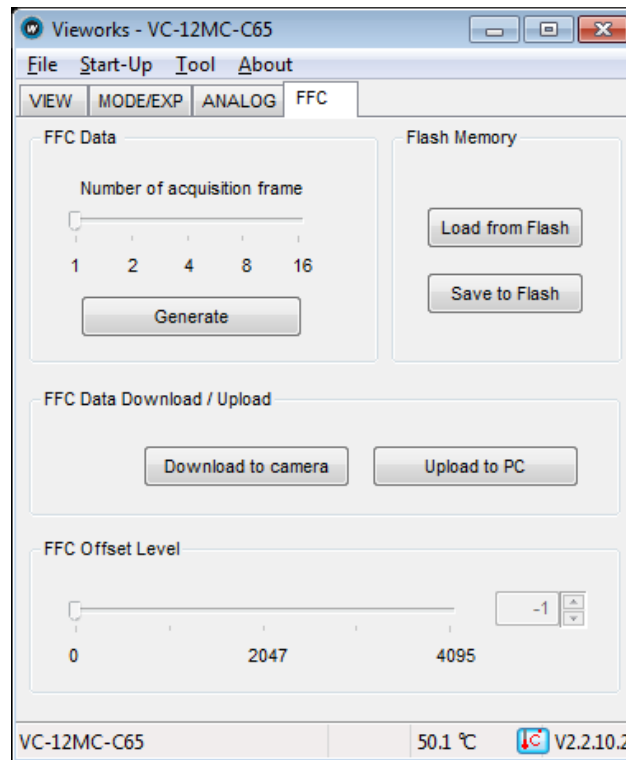 Vieworks - VC-12MC-C65
File Start-Up Tool About
VIEW MODE/EXP ANALOG FFC
FFC Data
Number of acquisition frame
1 2 4 8 16
Generate
Flash Memory
Load from Flash
Save to Flash
FFC Data Download / Upload
Download to camera Upload to PC
FFC Offset Level
-1
0 2047 4095
VC-12MC-C65 50.1 ℃ C V2.2.10.2